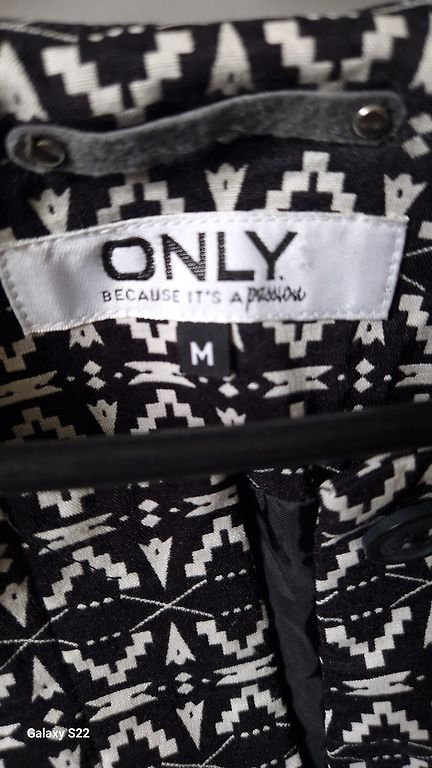 ONLY.
BECAUSE IT'S A passion
M
Galaxy S22